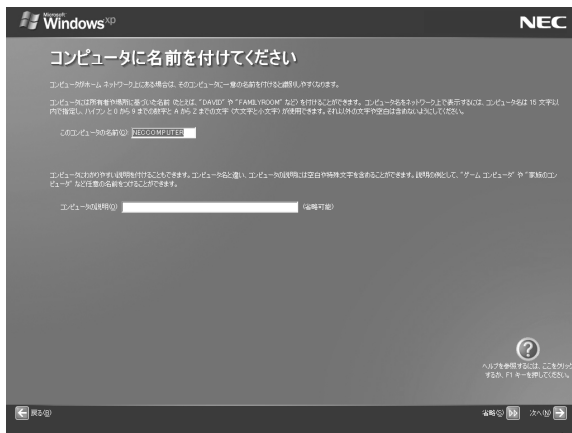 Microsoft
Windows xp
NEC
コンピュータに名前を付けてください
コンピュータがホーム ネットワーク上にある場合は、そのコンピュータに一意の名前を付けると識別しやすくなります。
コンピュータには所有者や場所に基づいた名前 (たとえば、"DAVID" や "FAMILYROOM" など) を付けることができます。コンピュータ名をネットワーク上で表示するには、コンピュータ名は 15 文字以
内で指定し、ハイフンと 0 から 9 までの数字と A から Z までの文字 (大文字と小文字) が使用できます。それ以外の文字や空白は含めないようにしてください。
このコンピュータの名前(C): NECCOMPUTER
コンピュータにわかりやすい説明を付けることもできます。コンピュータ名と違い、コンピュータの説明には空白や特殊文字を含めることができます。説明の例として、"ゲーム コンピュータ" や "家族のコン
ピュータ" など任意の名前をつけることができます。
コンピュータの説明(O): (省略可能)
ヘルプを参照するには、ここをクリック
するか、F1 キーを押してください。
戻る(B)
省略(S)
次へ(N)